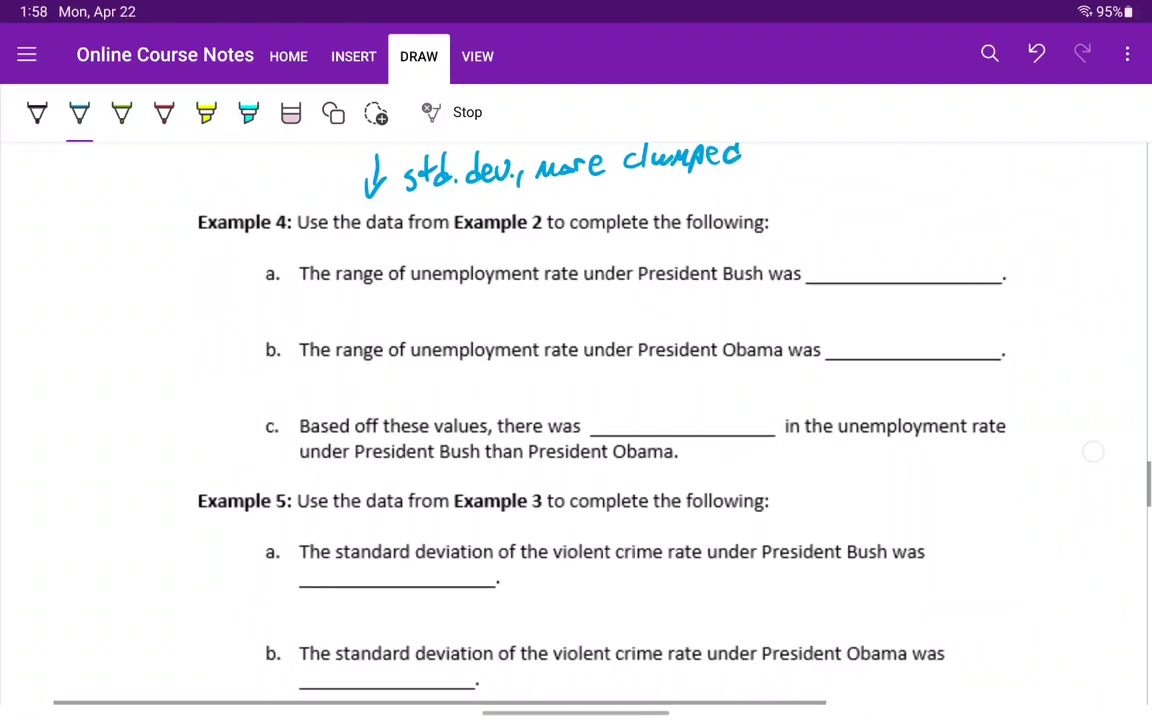 1:58 Mon, Apr 22 95%
Online Course Notes HOME INSERT DRAW VIEW
Stop
↓ std. dev., more clumped
Example 4: Use the data from Example 2 to complete the following:
a. The range of unemployment rate under President Bush was ____________________.
b. The range of unemployment rate under President Obama was __________________.
c. Based off these values, there was ___________________ in the unemployment rate
under President Bush than President Obama.
Example 5: Use the data from Example 3 to complete the following:
a. The standard deviation of the violent crime rate under President Bush was
____________________.
b. The standard deviation of the violent crime rate under President Obama was
__________________.